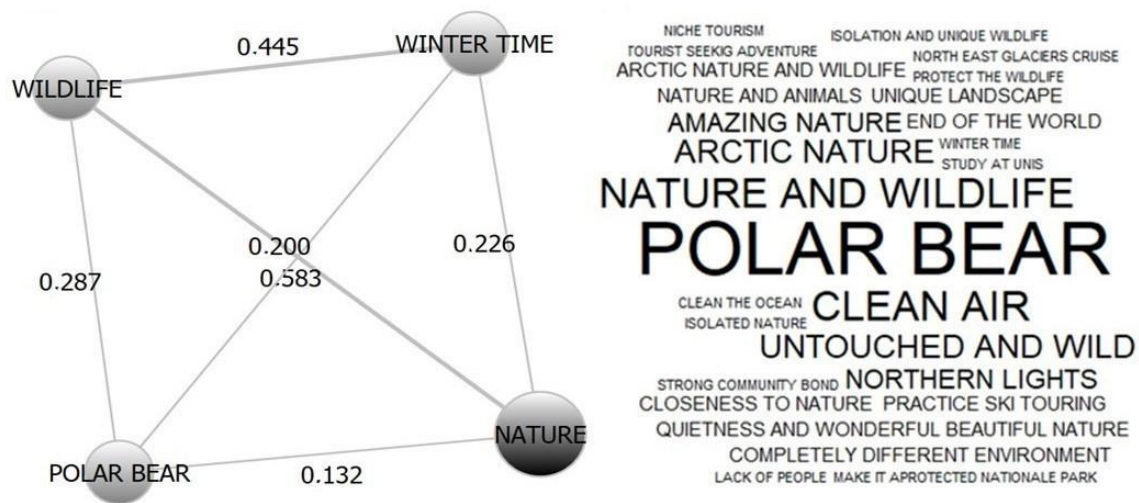 0.445
WINTER TIME
WILDLIFE
0.200
0.226
0.583
0.287
NATURE
POLAR BEAR
0.132
NICHE TOURISM
ISOLATION AND UNIQUE WILDLIFE
TOURIST SEEKIG ADVENTURE
NORTH EAST GLACIERS CRUISE
ARCTIC NATURE AND WILDLIFE
PROTECT THE WILDLIFE
NATURE AND ANIMALS
UNIQUE LANDSCAPE
AMAZING NATURE
END OF THE WORLD
ARCTIC NATURE
WINTER TIME
STUDY AT UNIS
NATURE AND WILDLIFE
POLAR BEAR
CLEAN THE OCEAN
CLEAN AIR
ISOLATED NATURE
UNTOUCHED AND WILD
STRONG COMMUNITY BOND
NORTHERN LIGHTS
CLOSENESS TO NATURE
PRACTICE SKI TOURING
QUIETNESS AND WONDERFUL BEAUTIFUL NATURE
COMPLETELY DIFFERENT ENVIRONMENT
LACK OF PEOPLE
MAKE IT APROTECTED NATIONALE PARK